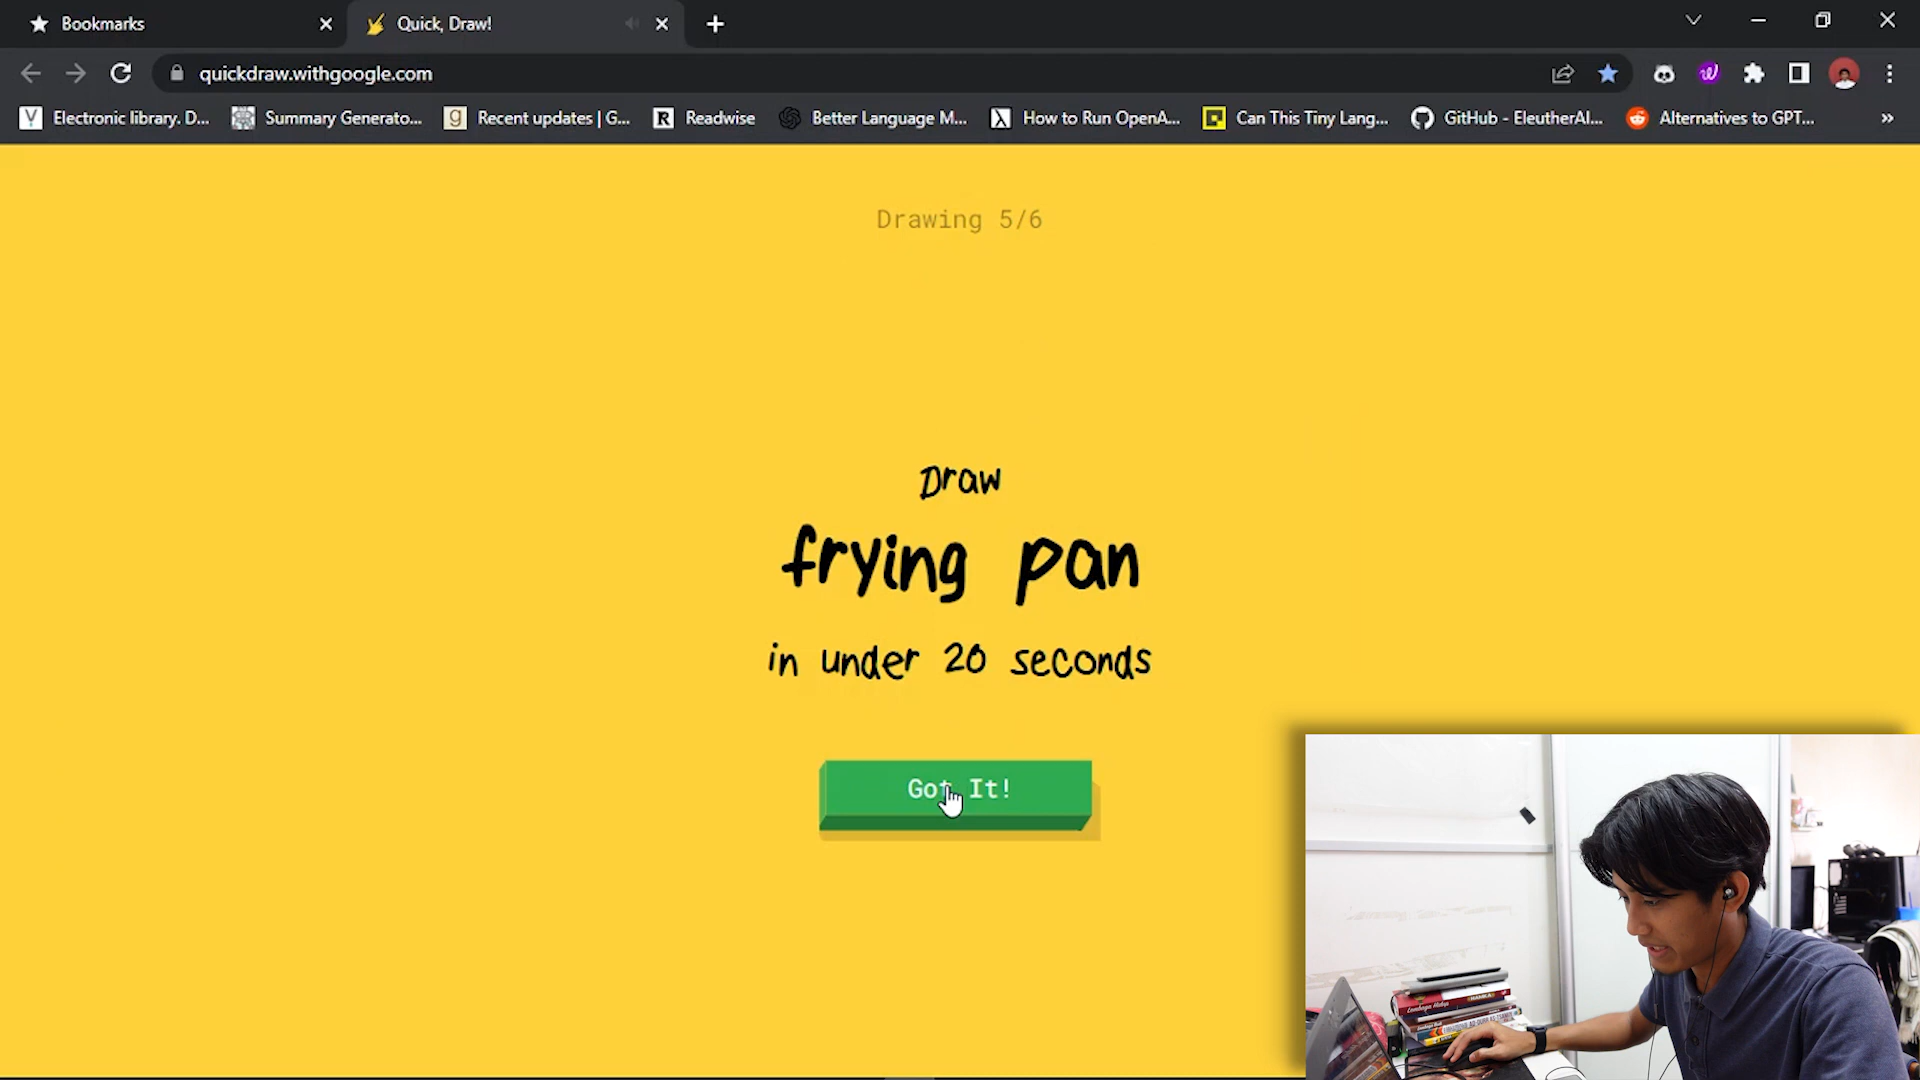 Bookmarks
Quick, Draw!
quickdraw.withgoogle.com
Electronic library. D...
Summary Generato...
Recent updates | G...
Readwise
Better Language M...
How to Run OpenA...
Can This Tiny Lang...
GitHub - EleutherAI...
Alternatives to GPT...
Drawing 5/6
Draw
frying pan
in under 20 seconds
Got It!
HAMKA